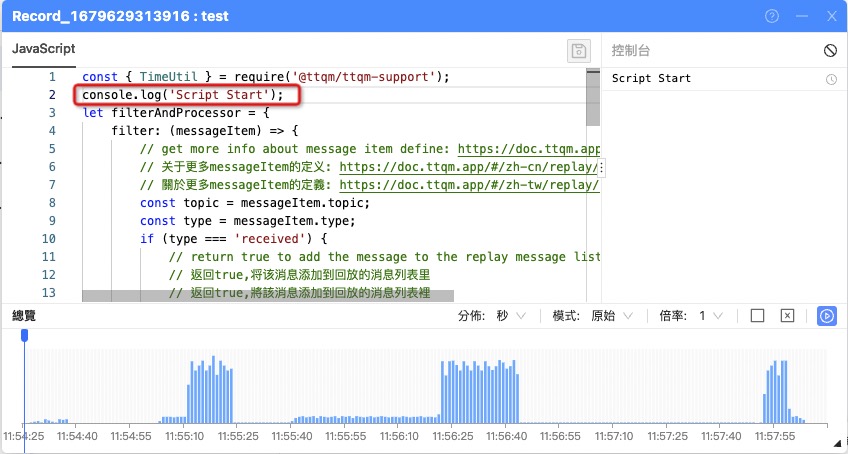 Record_1679629313916 : test
JavaScript
控制台
1 const { TimeUtil } = require('@ttqm/ttqm-support');
2 console.log('Script Start');
3 let filterAndProcessor = {
4 filter: (messageItem) => {
5 // get more info about message item define: https://doc.ttqm.app
6 // 关于更多messageItem的定义: https://doc.ttqm.app/#/zh-cn/replay/
7 // 關於更多messageItem的定義: https://doc.ttqm.app/#/zh-tw/replay/
8 const topic = messageItem.topic;
9 const type = messageItem.type;
10 if (type === 'received') {
11 // return true to add the message to the replay message list
12 // 返回true,将该消息添加到回放的消息列表里
13 // 返回true,將該消息添加到回放的消息列表裡
Script Start
總覽
分佈: 秒
模式: 原始
倍率: 1
11:54:25 11:54:40 11:54:55 11:55:10 11:55:25 11:55:40 11:55:55 11:56:10 11:56:25 11:56:40 11:56:55 11:57:10 11:57:25 11:57:40 11:57:55